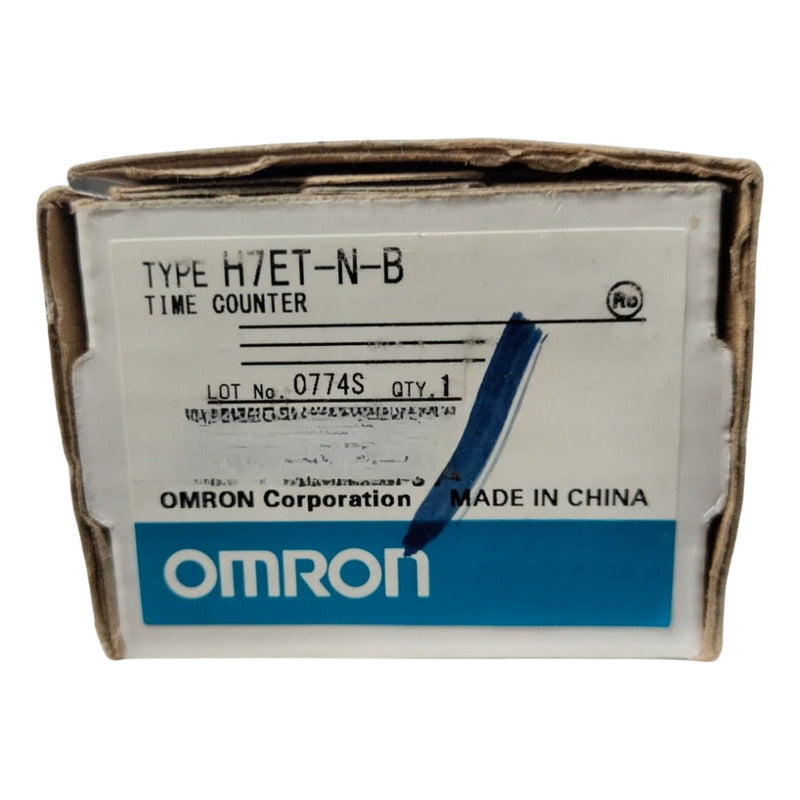 TYPE H7ET-N-B
TIME COUNTER
LOT No. 0774S QTY. 1
OMRON Corporation MADE IN CHINA
OMRON